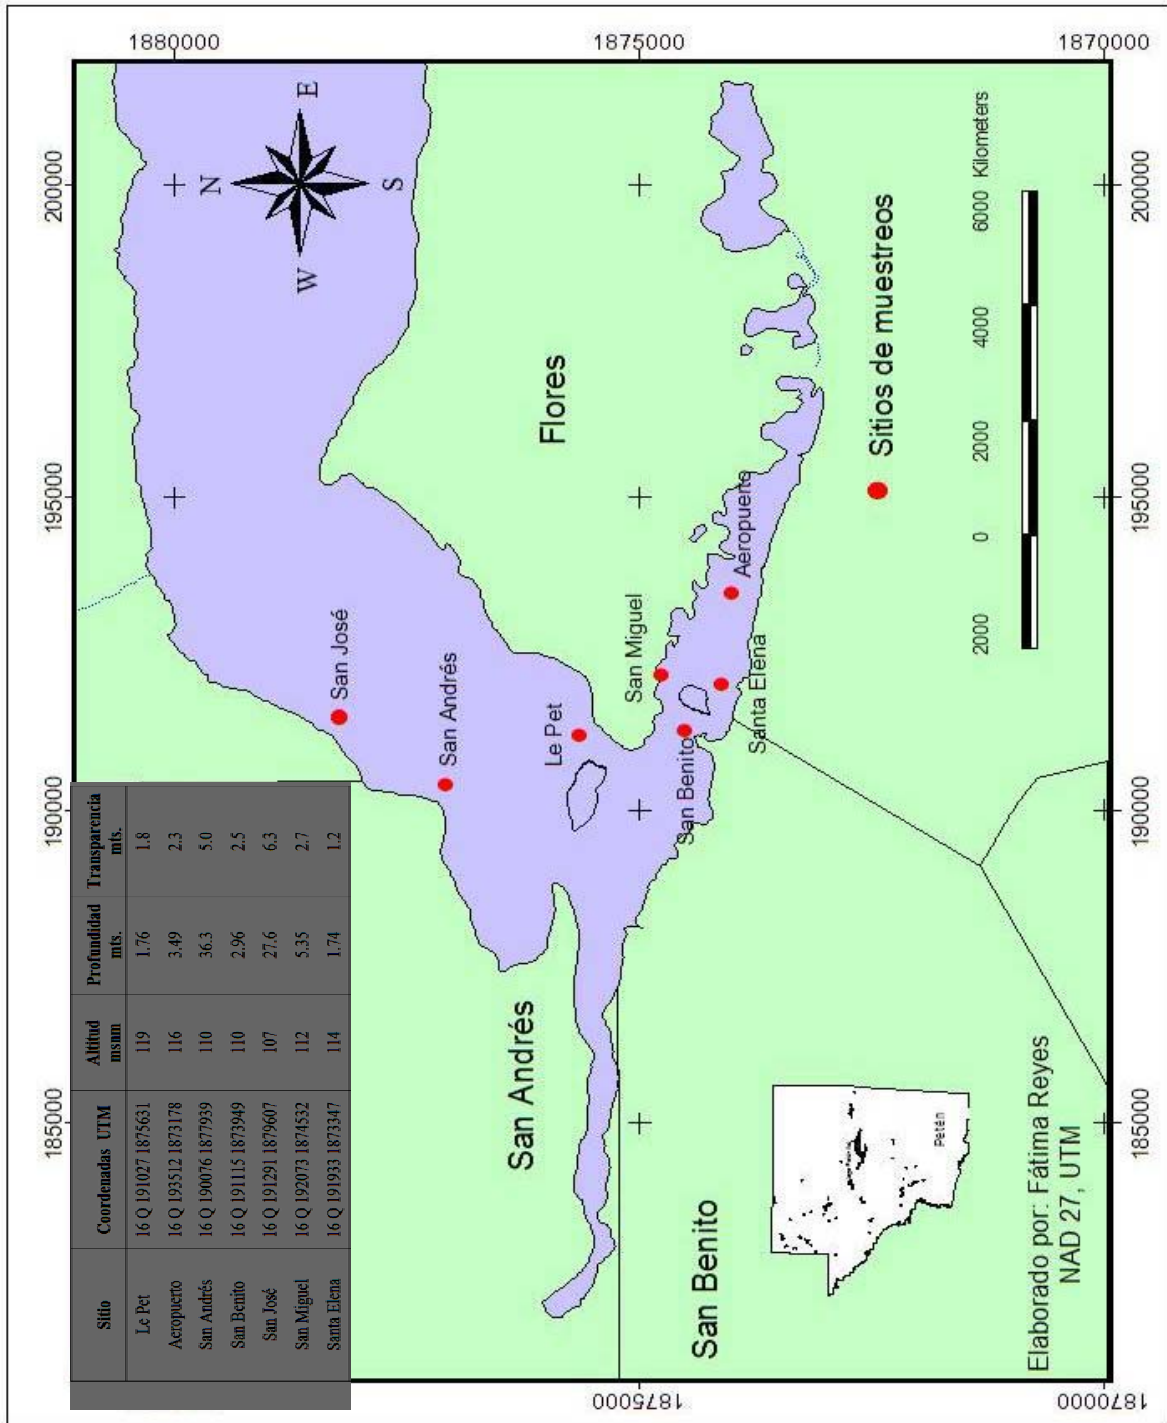 Sitio Coordenadas UTM Altitud msnm Profundidad mts. Transparencia mts.
Le Pet 16 Q 191027 1875631 119 1.76 1.8
Aeropuerto 16 Q 193512 1873178 116 3.49 2.3
San Andrés 16 Q 190076 1877939 110 36.3 5.0
San Benito 16 Q 191115 1873949 110 2.96 2.5
San José 16 Q 191291 1879607 107 27.6 6.3
San Miguel 16 Q 192073 1874532 112 5.35 2.7
Santa Elena 16 Q 191933 1873347 114 1.74 1.2
185000 190000 195000 200000
1880000
1875000
1870000
N
W E
S
San José
San Andrés
San Andrés
Le Pet
Flores
San Miguel
San Benito
Aeropuerto
Santa Elena
San Benito
Petén
Sitios de muestreos
2000 0 2000 4000 6000 Kilometers
Elaborado por: Fátima Reyes
NAD 27, UTM
1875000
1870000
185000 190000 195000 200000